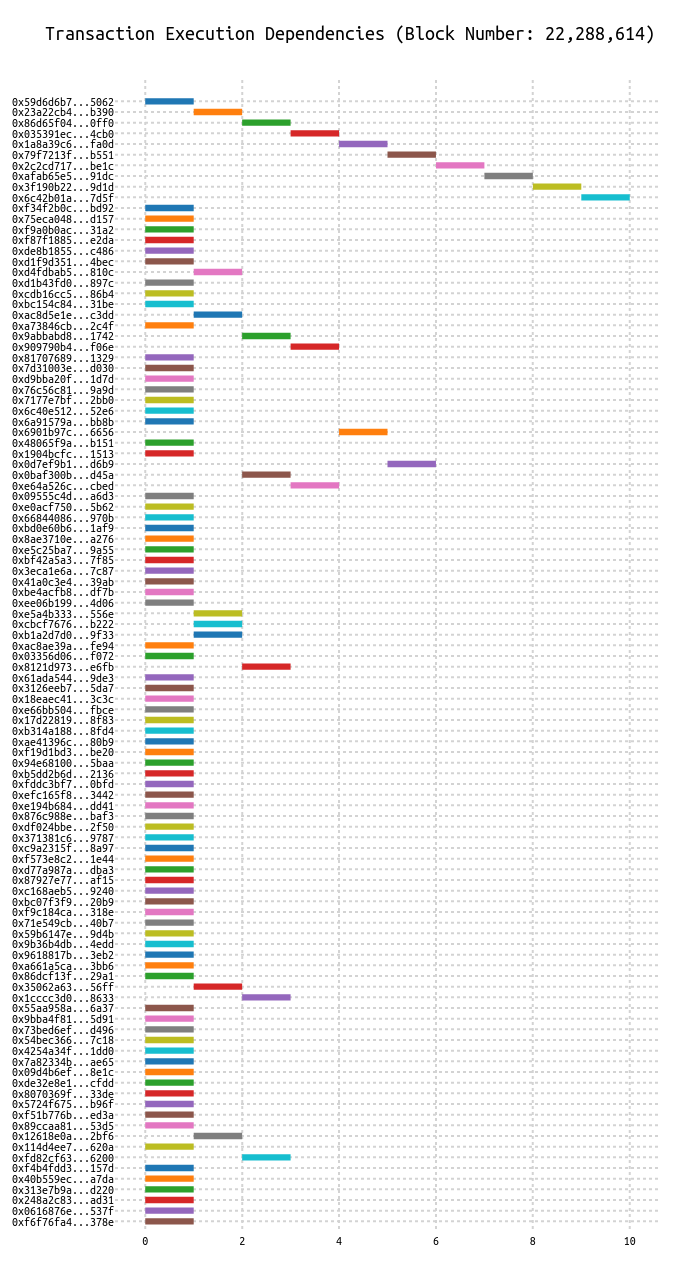 Transaction Execution Dependencies (Block Number: 22,288,614)
0x59d6d6b7...5062
0x23a22cb4...b390
0x86d65f04...0ff0
0x035391ec...4cb0
0x1a8a39c6...fa0d
0x79f7213f...b551
0x2c2cd717...be1c
0xafab65e5...91dc
0x3f190b22...9d1d
0x6c42b01a...7d5f
0xf34f2b0c...bd92
0x75eca048...d157
0xf9a0b0ac...31a2
0xf87f1885...e2da
0xde8b1855...c486
0xd1f9d351...4bec
0xd4fdbab5...810c
0xd1b43fd0...897c
0xcdb16cc5...86b4
0xbc154c84...31be
0xac8d5e1e...c3dd
0xa73846cb...2c4f
0x9abbabd8...1742
0x909790b4...f06e
0x81707689...1329
0x7d31003e...d030
0xd9bba20f...1d7d
0x76c56c81...9a9d
0x7177e7bf...2bb0
0x6c40e512...52e6
0x6a91579a...bb8b
0x6901b97c...6656
0x48065f9a...b151
0x1904bcfc...1513
0x0d7ef9b1...d6b9
0x0baf300b...d45a
0xe64a526c...cbed
0x09555c4d...a6d3
0xe0acf750...5b62
0x66844086...970b
0xbd0e60b6...1af9
0x8ae3710e...a276
0xe5c25ba7...9a55
0xbf42a5a3...7f85
0x3eca1e6a...7c87
0x41a0c3e4...39ab
0xbe4acfb8...df7b
0xee06b199...4d06
0xe5a4b333...556e
0xcbcf7676...b222
0xb1a2d7d0...9f33
0xac8ae39a...fe94
0x03356d06...f072
0x8121d973...e6fb
0x61ada544...9de3
0x3126eeb7...5da7
0x18eaec41...3c3c
0xe66bb504...fbce
0x17d22819...8f83
0xb314a188...8fd4
0xae41396c...80b9
0xf19d1bd3...be20
0x94e68100...5baa
0xb5dd2b6d...2136
0xfddc3bf7...0bfd
0xefc165f8...3442
0xe194b684...dd41
0x876c988e...baf3
0xdf024bbe...2f50
0x371381c6...9787
0xc9a2315f...8a97
0xf573e8c2...1e44
0xd77a987a...dba3
0x87927e77...af15
0xc168aeb5...9240
0xbc07f3f9...20b9
0xf9c184ca...318e
0x71e549cb...40b7
0x59b6147e...9d4b
0x9b36b4db...4edd
0x9618817b...3eb2
0xa661a5ca...3bb6
0x86dcf13f...29a1
0x35062a63...56ff
0x1cccc3d0...8633
0x55aa958a...6a37
0x9bba4f81...5d91
0x73bed6ef...d496
0x54bec366...7c18
0x4254a34f...1dd0
0x7a82334b...ae65
0x09d4b6ef...8e1c
0xde32e8e1...cfdd
0x8070369f...33de
0x5724f675...b96f
0xf51b776b...ed3a
0x89ccaa81...53d5
0x12618e0a...2bf6
0x114d4ee7...620a
0xfd82cf63...6200
0xf4b4fdd3...157d
0x40b559ec...a7da
0x313e7b9a...d220
0x248a2c83...ad31
0x0616876e...537f
0xf6f76fa4...378e
0 2 4 6 8 10